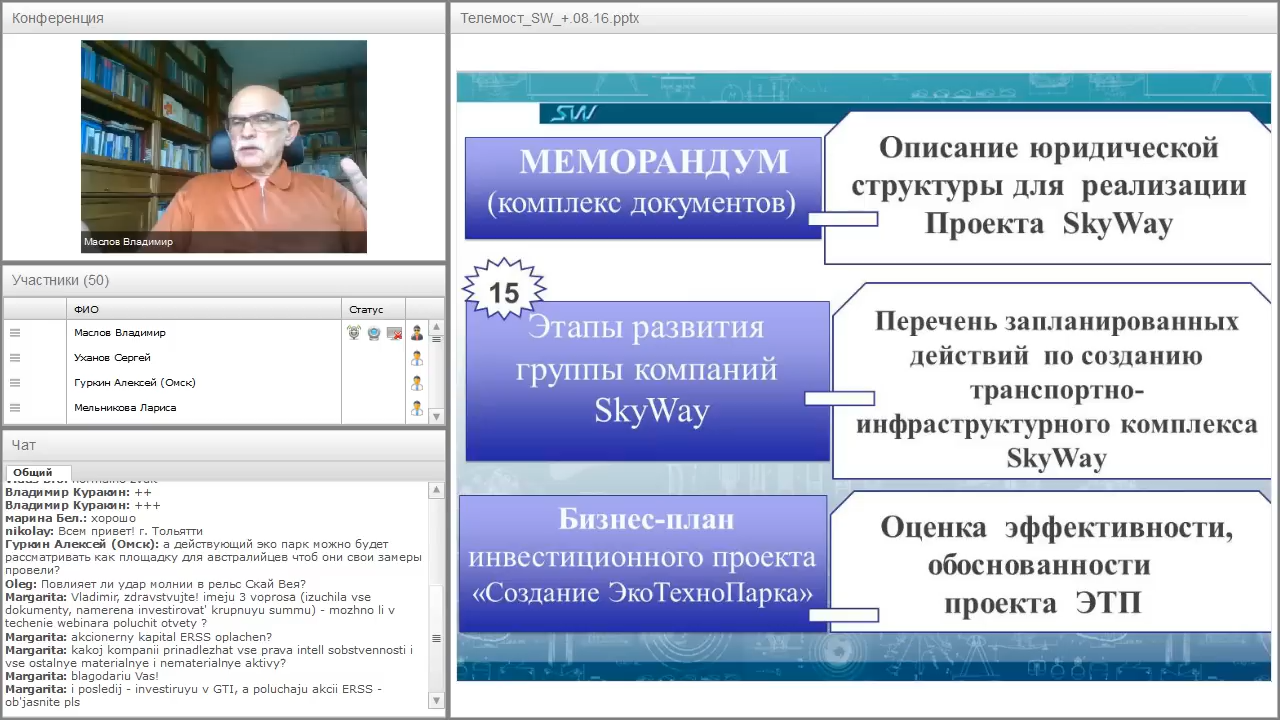 Конференция
Маслов Владимир
Участники (50)
ФИО
Статус
Маслов Владимир
Уханов Сергей
Гуркин Алексей (Омск)
Мельникова Лариса
Чат
Общий
Владимир Куракин: ++
Владимир Куракин: +++
марина Бел.: хорошо
nikolay: Всем привет! г. Тольятти
Гуркин Алексей (Омск): а действующий эко парк можно будет
рассматривать как площадку для австралийцев чтоб они свои замеры
провели?
Oleg: Повлияет ли удар молнии в рельс Скай Вея?
Margarita: Vladimir, zdravstvujte! imeju 3 voprosa (izuchila vse
dokumenty, namerena investirovat' krupnuyu summu) - mozhno li v
techenie webinara poluchit otvety ?
Margarita: akcionerny kapital ERSS oplachen?
Margarita: kakoj kompanii prinadlezhat vse prava intell sobstvennosti i
vse ostalnye materialnye i nematerialnye aktivy?
Margarita: blagodariu Vas!
Margarita: i posledij - investiruyu v GTI, a poluchaju akcii ERSS -
ob'jasnite pls
Телемост_SW_+.08.16.pptx
SW
МЕМОРАНДУМ
(комплекс документов)
Описание юридической
структуры для реализации
Проекта SkyWay
15
Этапы развития
группы компаний
SkyWay
Перечень запланированных
действий по созданию
транспортно-
инфраструктурного комплекса
SkyWay
Бизнес-план
инвестиционного проекта
«Создание ЭкоТехноПарка»
Оценка эффективности,
обоснованности
проекта ЭТП